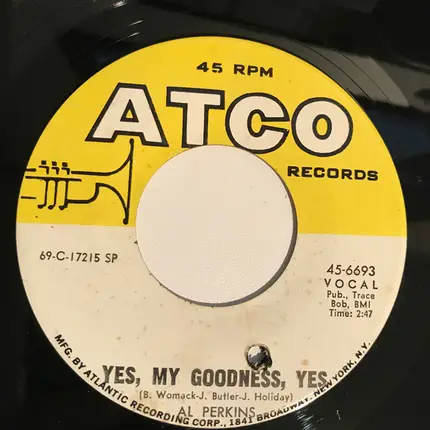 45 RPM
ATCO
RECORDS
69-C-17215 SP
45-6693
VOCAL
Pub., Trace
Bob, BMI
Time: 2:47
YES, MY GOODNESS, YES
(B. Womack-J. Butler-J. Holiday)
AL PERKINS
MFG. BY ATLANTIC RECORDING CORP., 1841 BROADWAY, NEW YORK, N.Y.